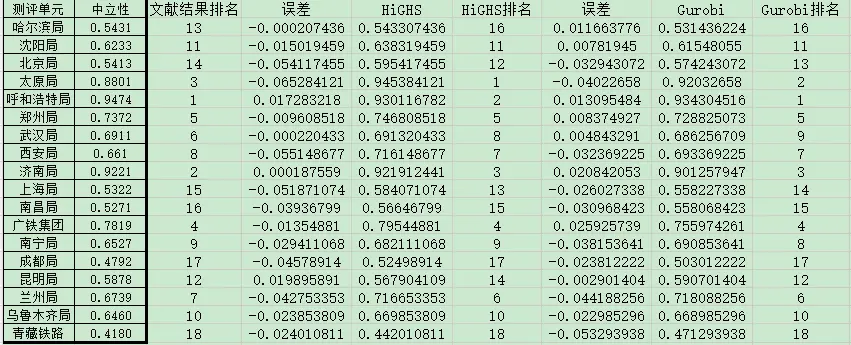 测评单元 中立性 文献结果排名 误差 HiGHS HiGHS排名 误差 Gurobi Gurobi排名
哈尔滨局 0.5431 13 -0.000207436 0.543307436 16 0.011663776 0.531436224 16
沈阳局 0.6233 11 -0.015019459 0.638319459 11 0.00781945 0.61548055 11
北京局 0.5413 14 -0.054117455 0.595417455 12 -0.032943072 0.574243072 13
太原局 0.8801 3 -0.065284121 0.945384121 1 -0.04022658 0.92032658 2
呼和浩特局 0.9474 1 0.017283218 0.930116782 2 0.013095484 0.934304516 1
郑州局 0.7372 5 -0.009608518 0.746808518 5 0.008374927 0.728825073 5
武汉局 0.6911 6 -0.000220433 0.691320433 8 0.004843291 0.686256709 9
西安局 0.661 8 -0.055148677 0.716148677 7 -0.032369225 0.693369225 7
济南局 0.9221 2 0.000187559 0.921912441 3 0.020842053 0.901257947 3
上海局 0.5322 15 -0.051871074 0.584071074 13 -0.026027338 0.558227338 14
南昌局 0.5271 16 -0.03936799 0.56646799 15 -0.030968423 0.558068423 15
广铁集团 0.7819 4 -0.01354881 0.79544881 4 0.025925739 0.755974261 4
南宁局 0.6527 9 -0.029411068 0.682111068 9 -0.038153641 0.690853641 8
成都局 0.4792 17 -0.04578914 0.52498914 17 -0.023812222 0.503012222 17
昆明局 0.5878 12 0.019895891 0.567904109 14 -0.002901404 0.590701404 12
兰州局 0.6739 7 -0.042753353 0.716653353 6 -0.044188256 0.718088256 6
乌鲁木齐局 0.6460 10 -0.023853809 0.669853809 10 -0.022985296 0.668985296 10
青藏铁路 0.4180 18 -0.024010811 0.442010811 18 -0.053293938 0.471293938 18